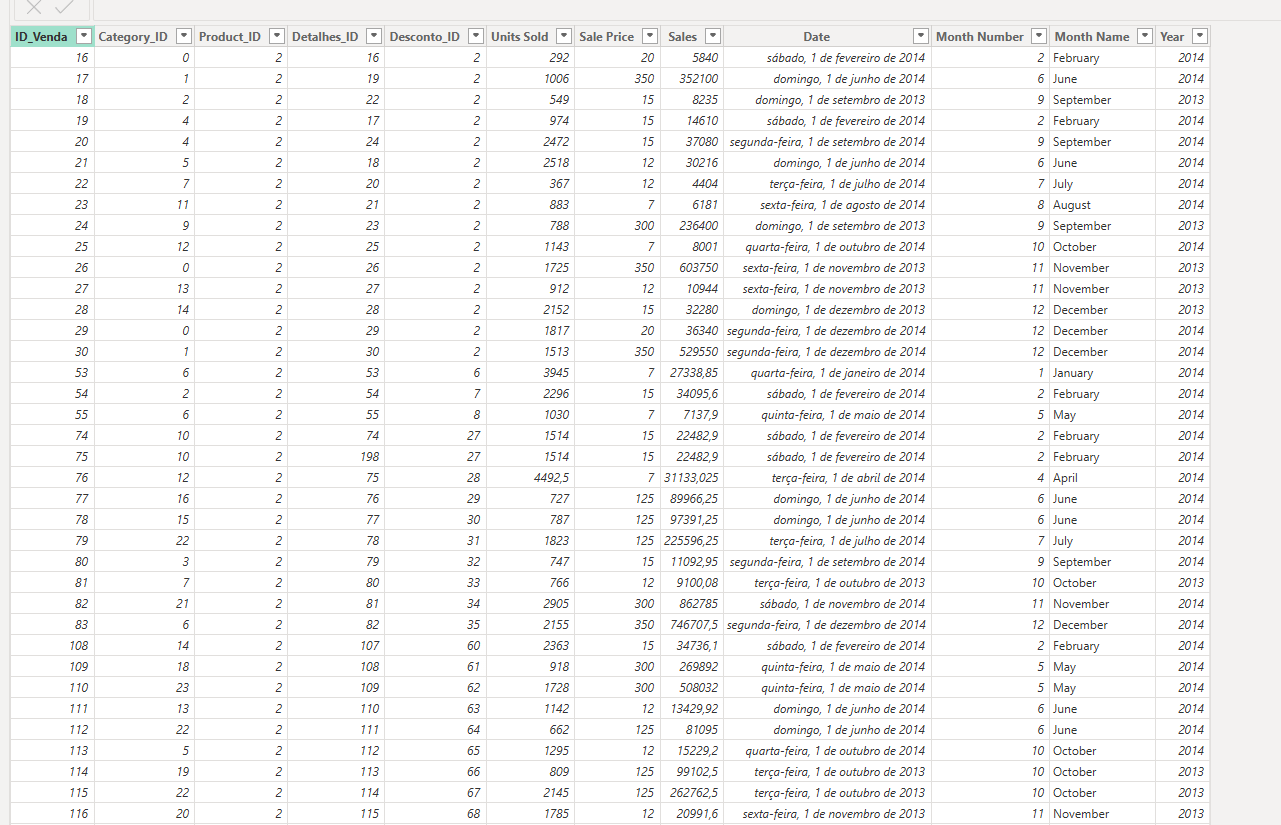 ID_Venda Category_ID Product_ID Detalhes_ID Desconto_ID Units Sold Sale Price Sales Date Month Number Month Name Year
16 0 2 16 2 292 20 5840 sábado, 1 de fevereiro de 2014 2 February 2014
17 1 2 19 2 1006 350 352100 domingo, 1 de junho de 2014 6 June 2014
18 2 2 22 2 549 15 8235 domingo, 1 de setembro de 2013 9 September 2013
19 4 2 17 2 974 15 14610 sábado, 1 de fevereiro de 2014 2 February 2014
20 4 2 24 2 2472 15 37080 segunda-feira, 1 de setembro de 2014 9 September 2014
21 5 2 18 2 2518 12 30216 domingo, 1 de junho de 2014 6 June 2014
22 7 2 20 2 367 12 4404 terça-feira, 1 de julho de 2014 7 July 2014
23 11 2 21 2 883 7 6181 sexta-feira, 1 de agosto de 2014 8 August 2014
24 9 2 23 2 788 300 236400 domingo, 1 de setembro de 2013 9 September 2013
25 12 2 25 2 1143 7 8001 quarta-feira, 1 de outubro de 2014 10 October 2014
26 0 2 26 2 1725 350 603750 sexta-feira, 1 de novembro de 2013 11 November 2013
27 13 2 27 2 912 12 10944 sexta-feira, 1 de novembro de 2013 11 November 2013
28 14 2 28 2 2152 15 32280 domingo, 1 de dezembro de 2013 12 December 2013
29 0 2 29 2 1817 20 36340 segunda-feira, 1 de dezembro de 2014 12 December 2014
30 1 2 30 2 1513 350 529550 segunda-feira, 1 de dezembro de 2014 12 December 2014
53 6 2 53 6 3945 7 27338,85 quarta-feira, 1 de janeiro de 2014 1 January 2014
54 2 2 54 7 2296 15 34095,6 sábado, 1 de fevereiro de 2014 2 February 2014
55 6 2 55 8 1030 7 7137,9 quinta-feira, 1 de maio de 2014 5 May 2014
74 10 2 74 27 1514 15 22482,9 sábado, 1 de fevereiro de 2014 2 February 2014
75 10 2 198 27 1514 15 22482,9 sábado, 1 de fevereiro de 2014 2 February 2014
76 12 2 75 28 4492,5 7 31133,025 terça-feira, 1 de abril de 2014 4 April 2014
77 16 2 76 29 727 125 89966,25 domingo, 1 de junho de 2014 6 June 2014
78 15 2 77 30 787 125 97391,25 domingo, 1 de junho de 2014 6 June 2014
79 22 2 78 31 1823 125 225596,25 terça-feira, 1 de julho de 2014 7 July 2014
80 3 2 79 32 747 15 11092,95 segunda-feira, 1 de setembro de 2014 9 September 2014
81 7 2 80 33 766 12 9100,08 terça-feira, 1 de outubro de 2013 10 October 2013
82 21 2 81 34 2905 300 862785 sábado, 1 de novembro de 2014 11 November 2014
83 6 2 82 35 2155 350 746707,5 segunda-feira, 1 de dezembro de 2014 12 December 2014
108 14 2 107 60 2363 15 34736,1 sábado, 1 de fevereiro de 2014 2 February 2014
109 18 2 108 61 918 300 269892 quinta-feira, 1 de maio de 2014 5 May 2014
110 23 2 109 62 1728 300 508032 quinta-feira, 1 de maio de 2014 5 May 2014
111 13 2 110 63 1142 12 13429,92 domingo, 1 de junho de 2014 6 June 2014
112 22 2 111 64 662 125 81095 domingo, 1 de junho de 2014 6 June 2014
113 5 2 112 65 1295 12 15229,2 quarta-feira, 1 de outubro de 2014 10 October 2014
114 19 2 113 66 809 125 99102,5 terça-feira, 1 de outubro de 2013 10 October 2013
115 22 2 114 67 2145 125 262762,5 terça-feira, 1 de outubro de 2013 10 October 2013
116 20 2 115 68 1785 12 20991,6 sexta-feira, 1 de novembro de 2013 11 November 2013